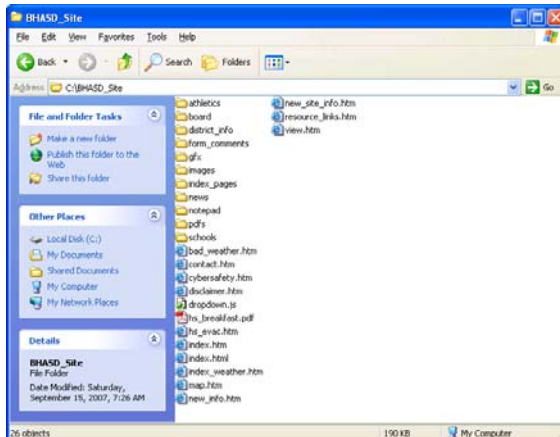 BHASD_Site
File Edit View Favorites Tools Help
Back Search Folders
Address C:\BHASD_Site Go
File and Folder Tasks
Make a new folder
Publish this folder to the
Web
Share this folder
Other Places
Local Disk (C:)
My Documents
Shared Documents
My Computer
My Network Places
Details
BHASD_Site
File Folder
Date Modified: Saturday,
September 15, 2007, 7:26 AM
athletics
board
district_info
form_comments
gfx
images
index_pages
news
notepad
pdfs
schools
bad_weather.htm
contact.htm
cybersafety.htm
disclaimer.htm
dropdown.js
hs_breakfast.pdf
hs_evac.htm
index.htm
index.html
index_weather.htm
map.htm
new_info.htm
new_site_info.htm
resource_links.htm
view.htm
26 objects 190 KB My Computer